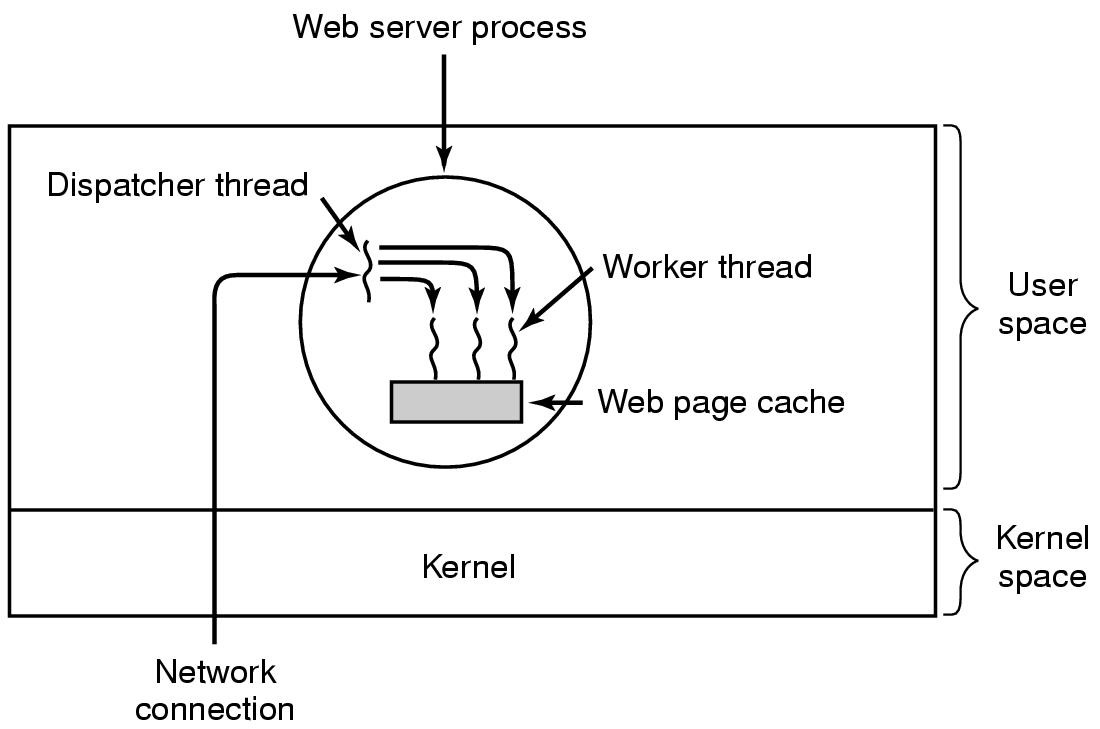 Web server process
Dispatcher thread
Worker thread
User
space
Web page cache
Kernel
Kernel
space
Network
connection